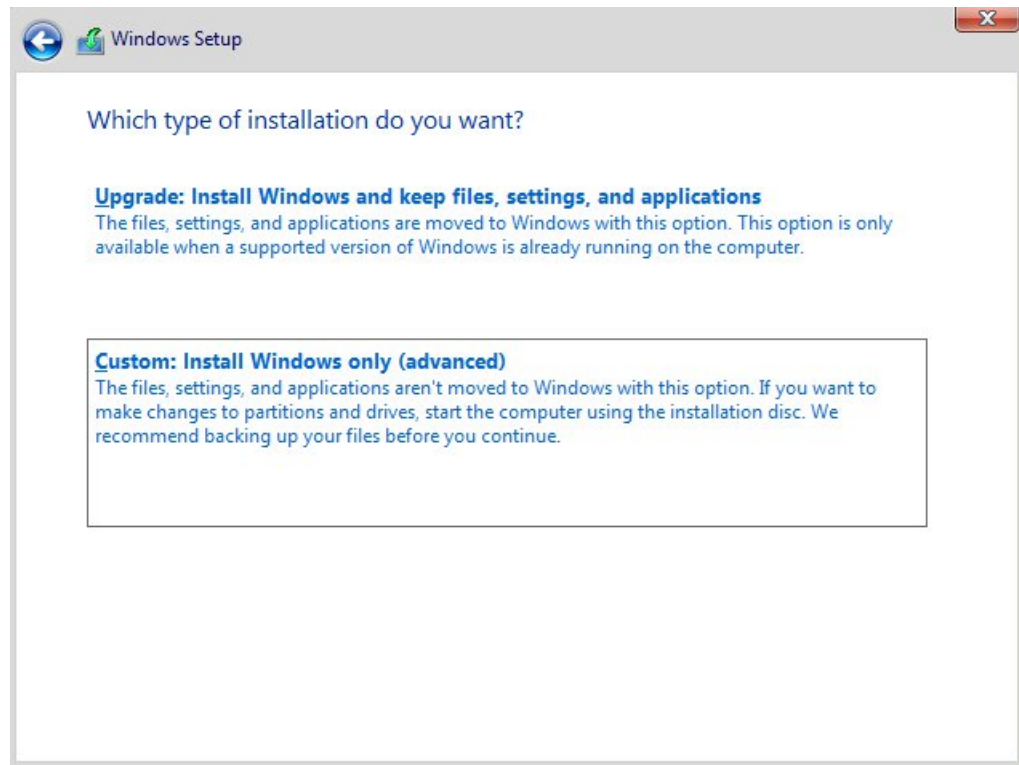 Windows Setup
Which type of installation do you want?
Upgrade: Install Windows and keep files, settings, and applications
The files, settings, and applications are moved to Windows with this option. This option is only
available when a supported version of Windows is already running on the computer.
Custom: Install Windows only (advanced)
The files, settings, and applications aren't moved to Windows with this option. If you want to
make changes to partitions and drives, start the computer using the installation disc. We
recommend backing up your files before you continue.